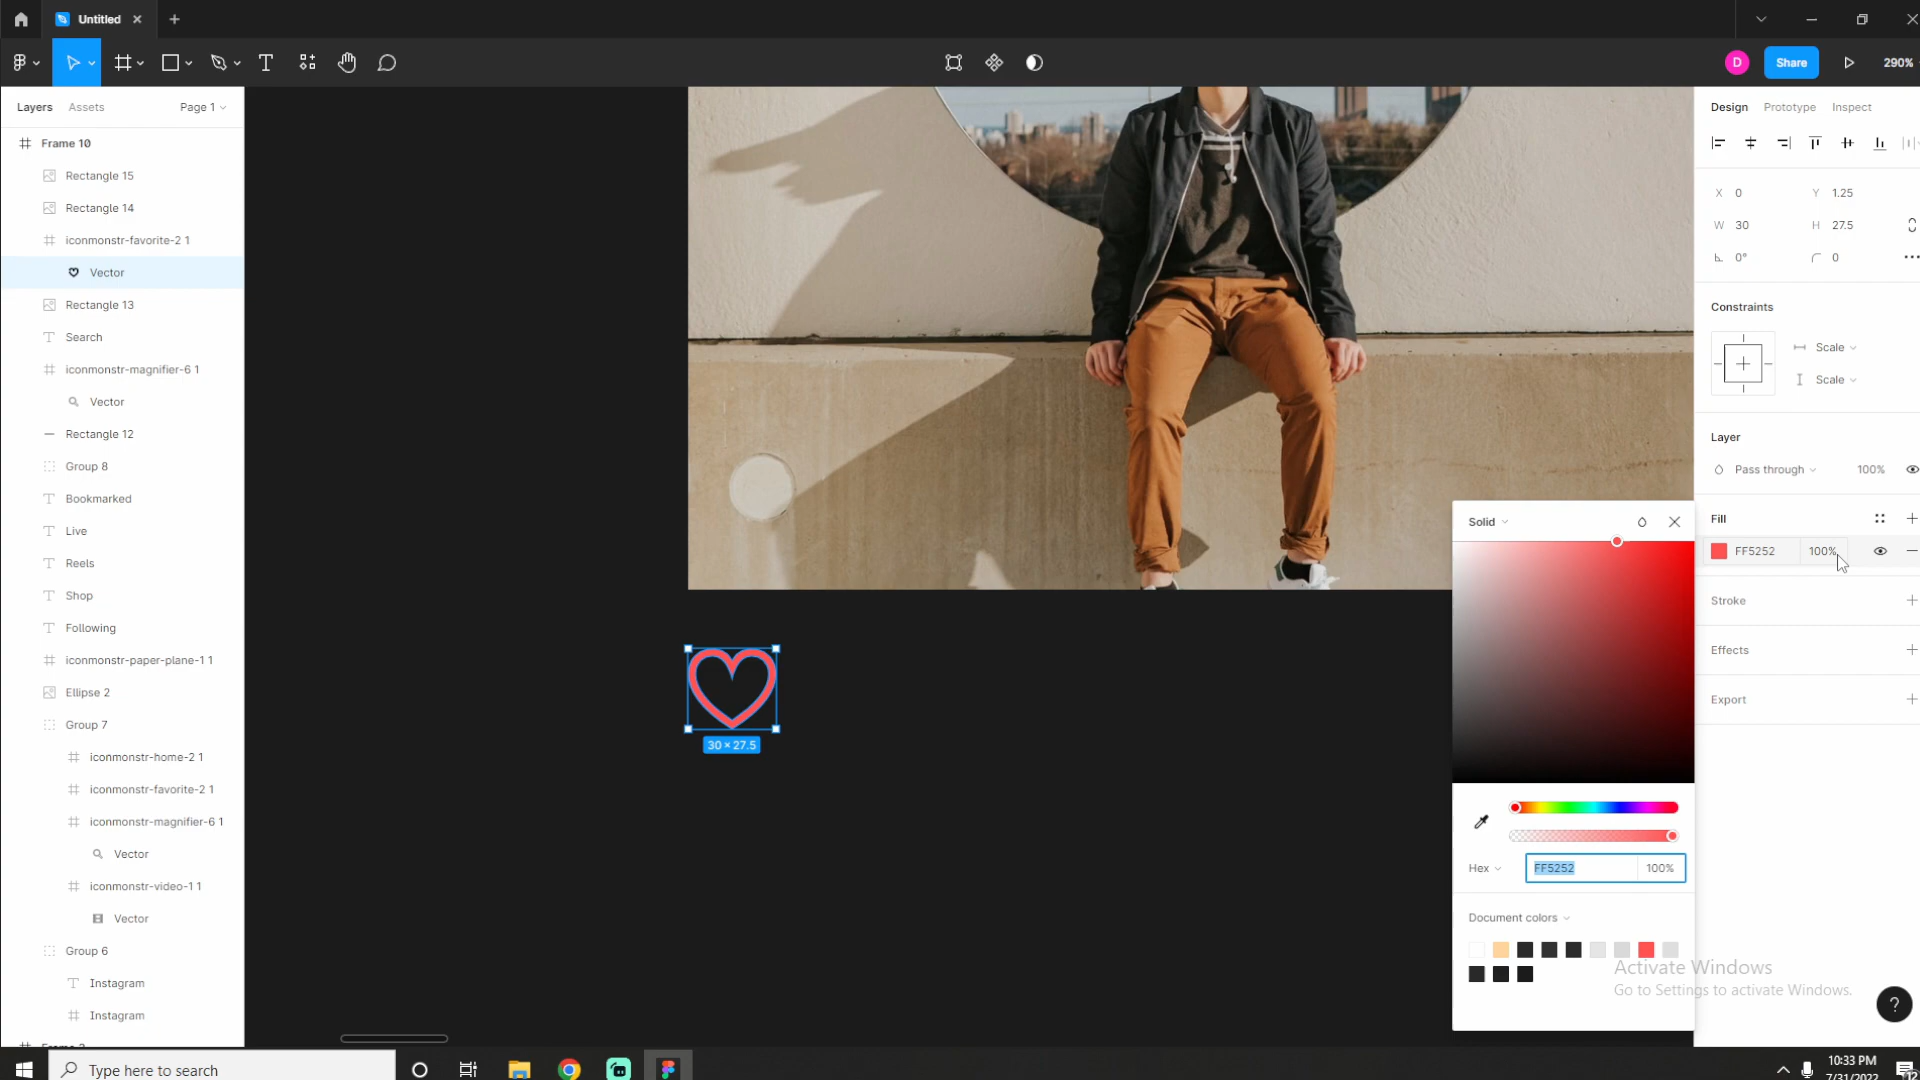 Untitled
Share
290%
Layers
Assets
Page 1
Design
Prototype
Inspect
Frame 10
Rectangle 15
Rectangle 14
iconmonstr-favorite-2 1
Vector
Rectangle 13
Search
iconmonstr-magnifier-6 1
Vector
Rectangle 12
Group 8
Bookmarked
Live
Reels
Shop
Following
iconmonstr-paper-plane-1 1
Ellipse 2
Group 7
iconmonstr-home-2 1
iconmonstr-favorite-2 1
iconmonstr-magnifier-6 1
Vector
iconmonstr-video-1 1
Vector
Group 6
Instagram
Instagram
30 × 27.5
X 0 Y 1.25
W 30 H 27.5
0° 0
Constraints
Scale
Scale
Layer
Pass through 100%
Fill
FF5252 100%
Stroke
Effects
Export
Solid
Hex FF5252 100%
Document colors
Activate Windows
Go to Settings to activate Windows.
?
D
Type here to search
10:33 PM
7/31/2022